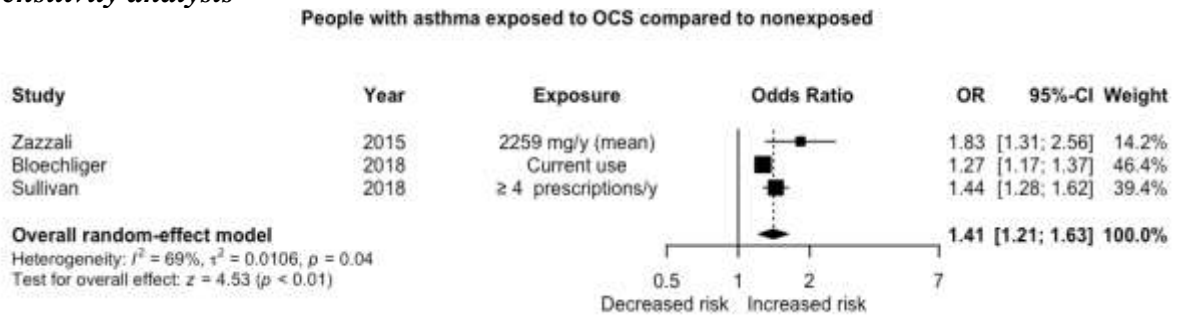 ensitivity analysis
People with asthma exposed to OCS compared to nonexposed
Study Year Exposure Odds Ratio OR 95%-CI Weight
Zazzali 2015 2259 mg/y (mean) 1.83 [1.31; 2.56] 14.2%
Bloechliger 2018 Current use 1.27 [1.17; 1.37] 46.4%
Sullivan 2018 ≥ 4 prescriptions/y 1.44 [1.28; 1.62] 39.4%
Overall random-effect model 1.41 [1.21; 1.63] 100.0%
Heterogeneity: I² = 69%, τ² = 0.0106, p = 0.04
Test for overall effect: z = 4.53 (p < 0.01)
0.5 1 2 7
Decreased risk Increased risk